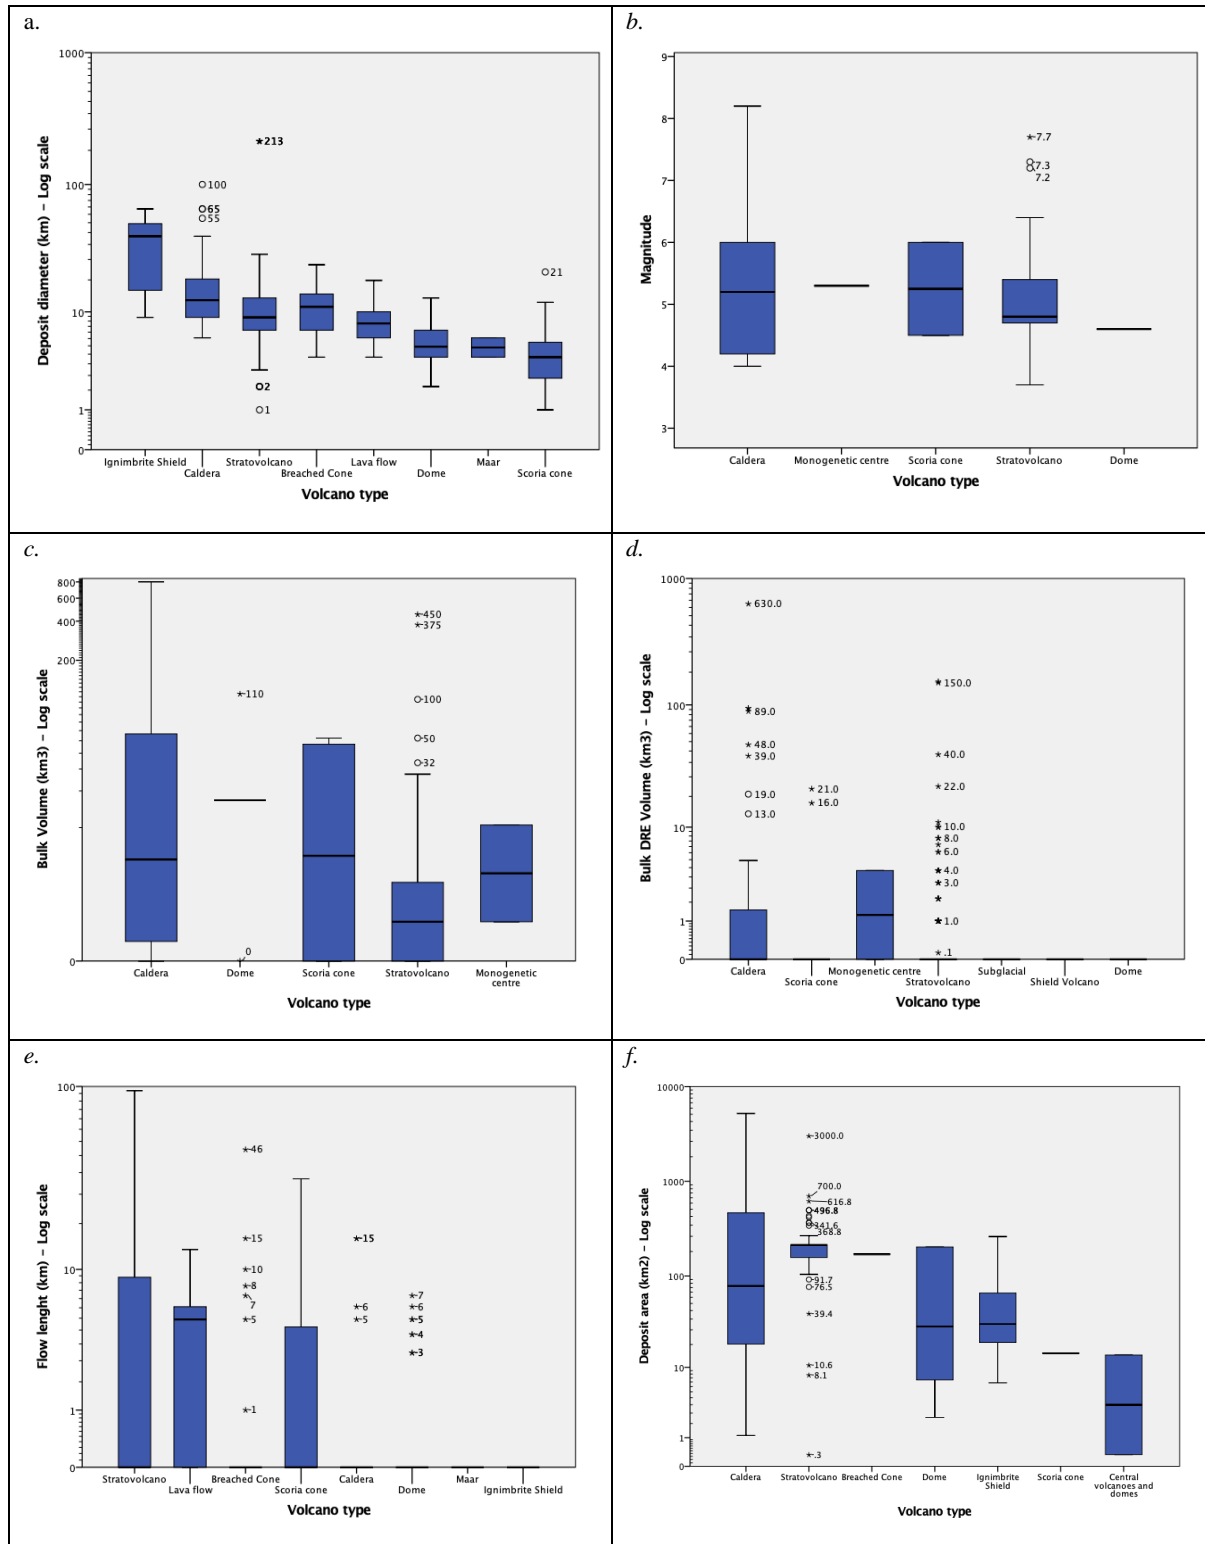 a.
Deposit diameter (km) – Log scale
1000
100
10
1
0
★213
○100
○65
○55
○2
○1
○21
Ignimbrite Shield
Caldera
Stratovolcano
Breached Cone
Lava flow
Dome
Maar
Scoria cone
Volcano type
b.
Magnitude
9
8
7
6
5
4
3
7.7
7.3
7.2
Caldera
Monogenetic centre
Scoria cone
Stratovolcano
Dome
Volcano type
c.
Bulk Volume (km3) – Log scale
800
600
400
200
0
110
0
450
375
100
50
32
Caldera
Dome
Scoria cone
Stratovolcano
Monogenetic
centre
Volcano type
d.
Bulk DRE Volume (km3) – Log scale
1000
100
10
1
0
630.0
89.0
48.0
39.0
19.0
13.0
21.0
16.0
150.0
40.0
22.0
10.0
8.0
6.0
4.0
3.0
1.0
.1
Caldera
Scoria cone
Monogenetic centre
Stratovolcano
Subglacial
Shield Volcano
Dome
Volcano type
e.
Flow lenght (km) – Log scale
100
10
1
0
46
15
10
8
7
5
1
15
6
5
7
6
5
4
3
Stratovolcano
Lava flow
Breached Cone
Scoria cone
Caldera
Dome
Maar
Ignimbrite Shield
Volcano type
f.
Deposit area (km2) – Log scale
10000
1000
100
10
1
0
3000.0
700.0
616.8
496.8
341.6
368.8
91.7
76.5
39.4
10.6
8.1
.3
Caldera
Stratovolcano
Breached Cone
Dome
Ignimbrite
Shield
Scoria cone
Central
volcanoes and
domes
Volcano type